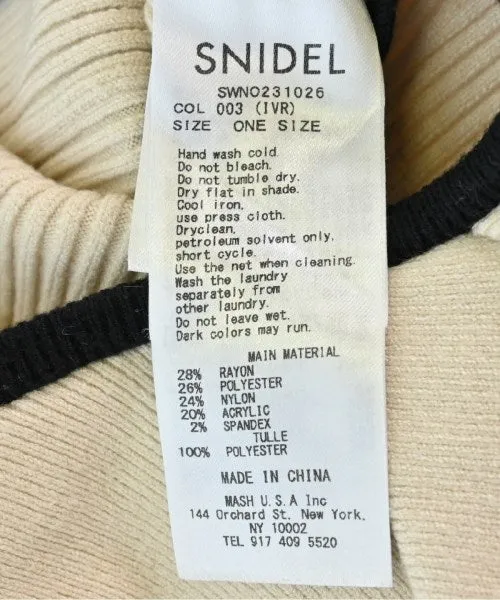 SNIDEL
SWNO231026
COL 003 (IVR)
SIZE ONE SIZE
Hand wash cold.
Do not bleach.
Do not tumble dry.
Dry flat in shade.
Cool iron,
use press cloth.
Dryclean,
petroleum solvent only,
short cycle.
Use the net when cleaning.
Wash the laundry
separately from
other laundry.
Do not leave wet.
Dark colors may run.
MAIN MATERIAL
28% RAYON
26% POLYESTER
24% NYLON
20% ACRYLIC
2% SPANDEX
TULLE
100% POLYESTER
MADE IN CHINA
MASH U.S.A Inc
144 Orchard St. New York.
NY 10002
TEL 917 409 5520